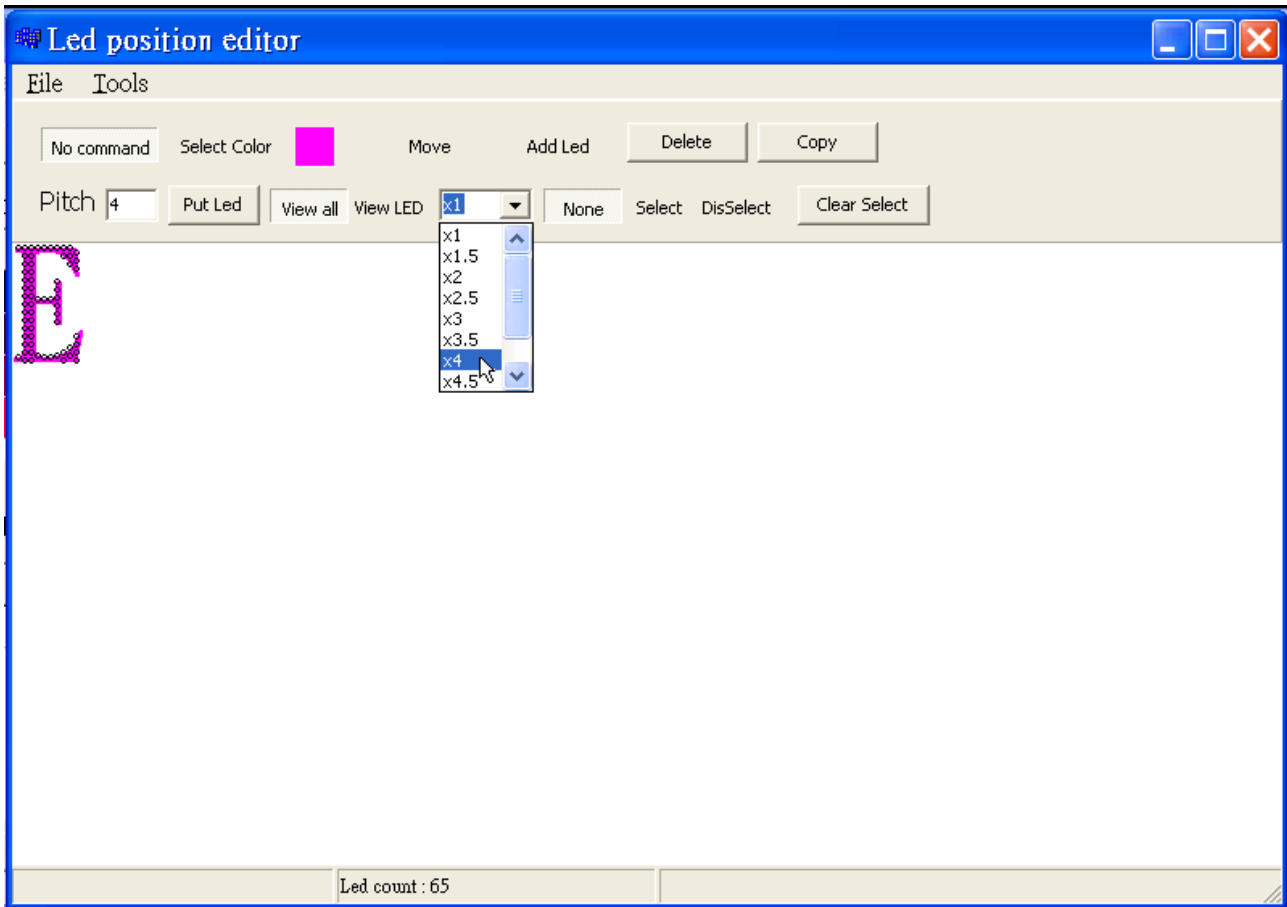 Led position editor
File Tools
No command Select Color Move Add Led Delete Copy
Pitch 4 Put Led View all View LED x1 None Select DisSelect Clear Select
x1
x1.5
x2
x2.5
x3
x3.5
x4
x4.5
E
Led count : 65